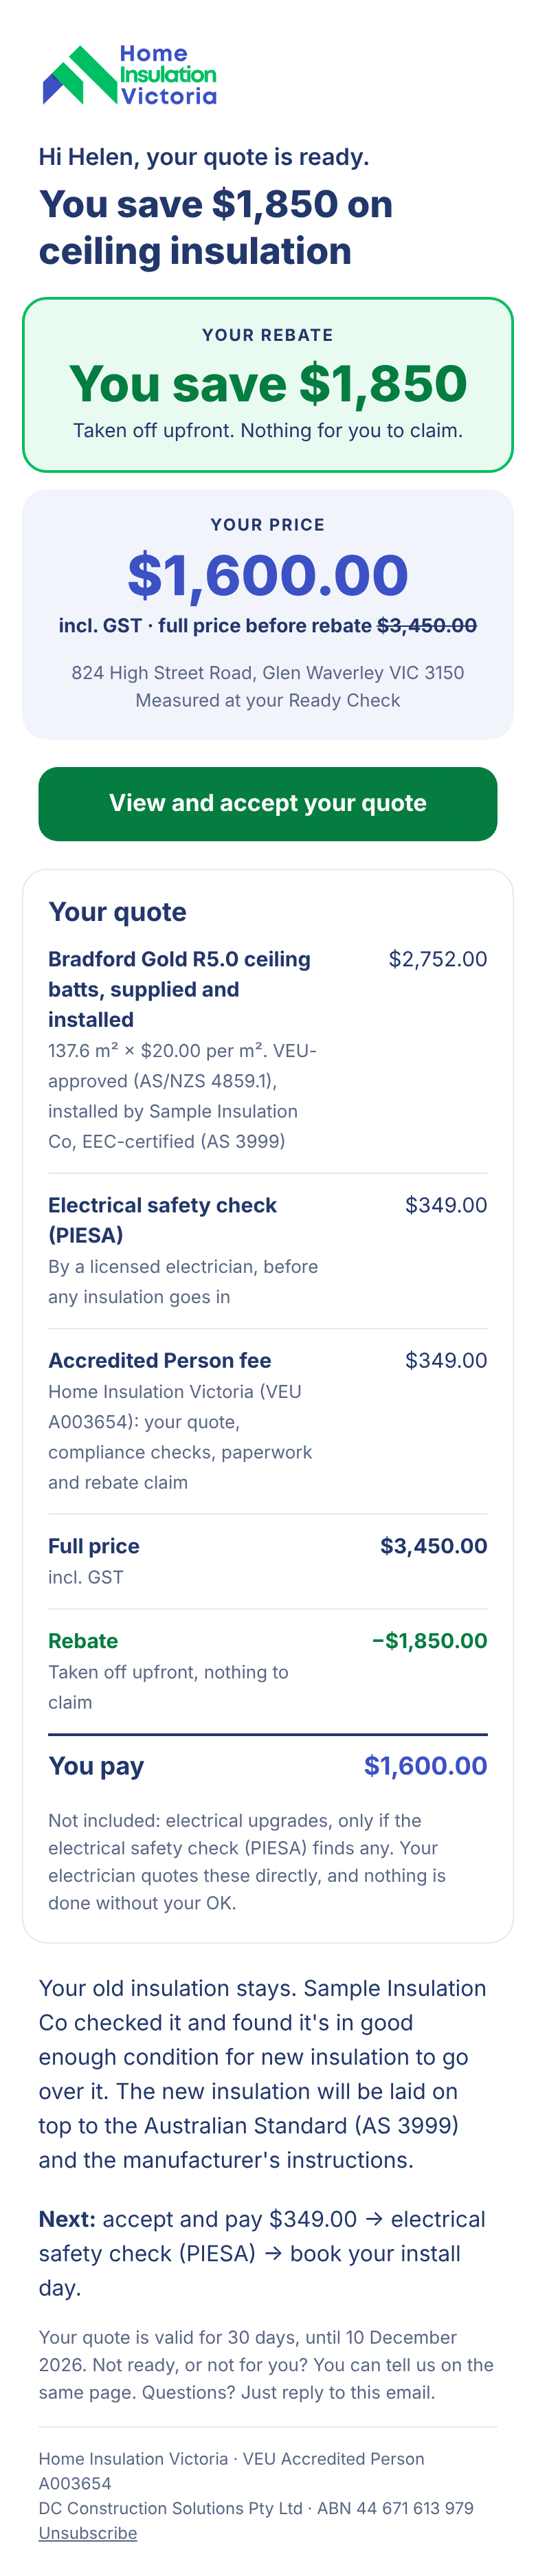 Home
Insulation
Victoria
Hi Helen, your quote is ready.
You save $1,850 on
ceiling insulation
YOUR REBATE
You save $1,850
Taken off upfront. Nothing for you to claim.
YOUR PRICE
$1,600.00
incl. GST · full price before rebate $3,450.00
824 High Street Road, Glen Waverley VIC 3150
Measured at your Ready Check
View and accept your quote
Your quote
Bradford Gold R5.0 ceiling $2,752.00
batts, supplied and
installed
137.6 m² × $20.00 per m². VEU-
approved (AS/NZS 4859.1),
installed by Sample Insulation
Co, EEC-certified (AS 3999)
Electrical safety check $349.00
(PIESA)
By a licensed electrician, before
any insulation goes in
Accredited Person fee $349.00
Home Insulation Victoria (VEU
A003654): your quote,
compliance checks, paperwork
and rebate claim
Full price $3,450.00
incl. GST
Rebate −$1,850.00
Taken off upfront, nothing to
claim
You pay $1,600.00
Not included: electrical upgrades, only if the
electrical safety check (PIESA) finds any. Your
electrician quotes these directly, and nothing is
done without your OK.
Your old insulation stays. Sample Insulation
Co checked it and found it's in good
enough condition for new insulation to go
over it. The new insulation will be laid on
top to the Australian Standard (AS 3999)
and the manufacturer's instructions.
Next: accept and pay $349.00 → electrical
safety check (PIESA) → book your install
day.
Your quote is valid for 30 days, until 10 December
2026. Not ready, or not for you? You can tell us on the
same page. Questions? Just reply to this email.
Home Insulation Victoria · VEU Accredited Person
A003654
DC Construction Solutions Pty Ltd · ABN 44 671 613 979
Unsubscribe